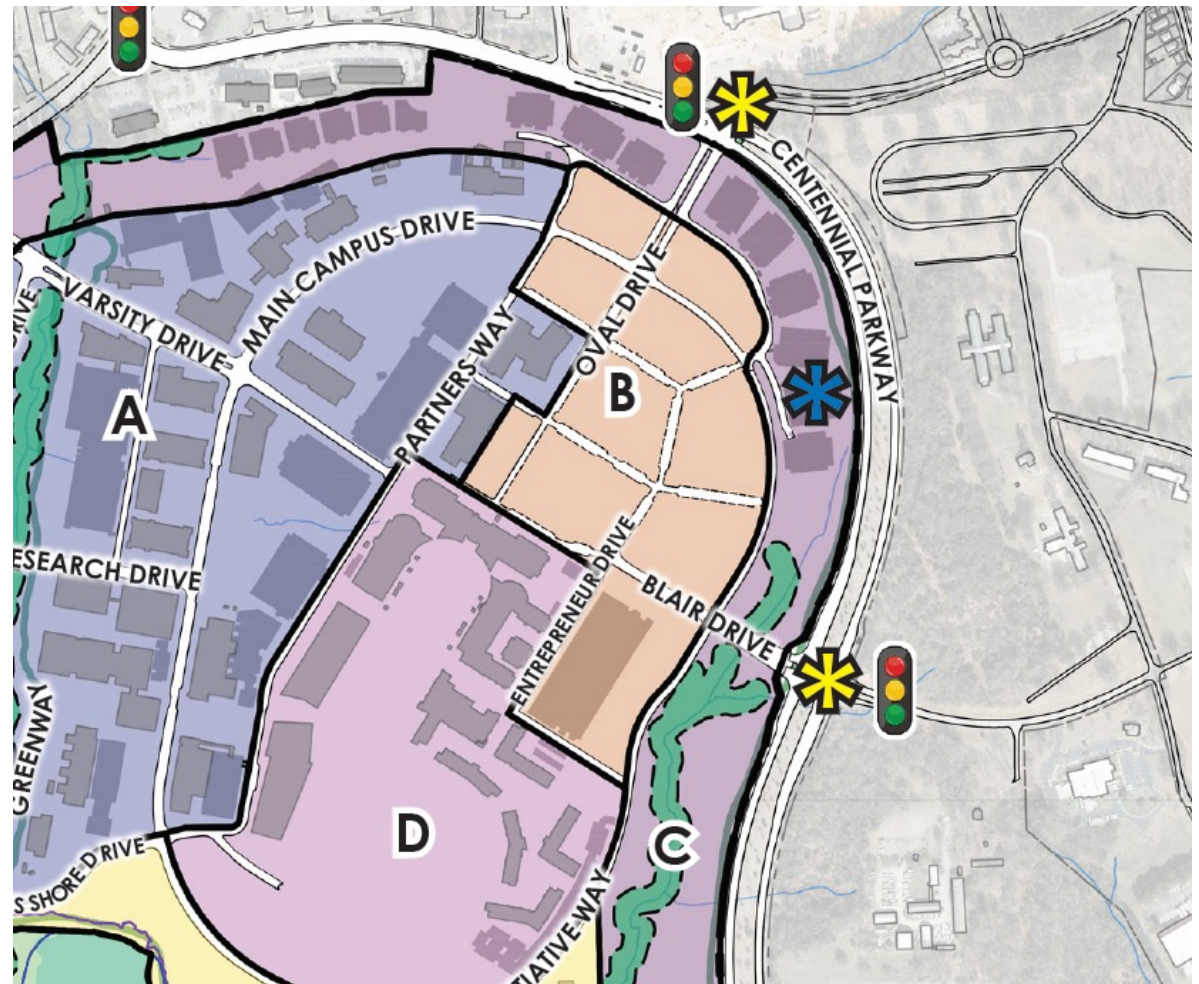 CENTENNIAL PARKWAY
MAIN CAMPUS DRIVE
VARSITY DRIVE
DRIVE
OVAL DRIVE
PARTNERS WAY
A
B
ESEARCH DRIVE
ENTREPRENEUR DRIVE
BLAIR DRIVE
GREENWAY
D
C
S SHORE DRIVE
TIATIVE WAY